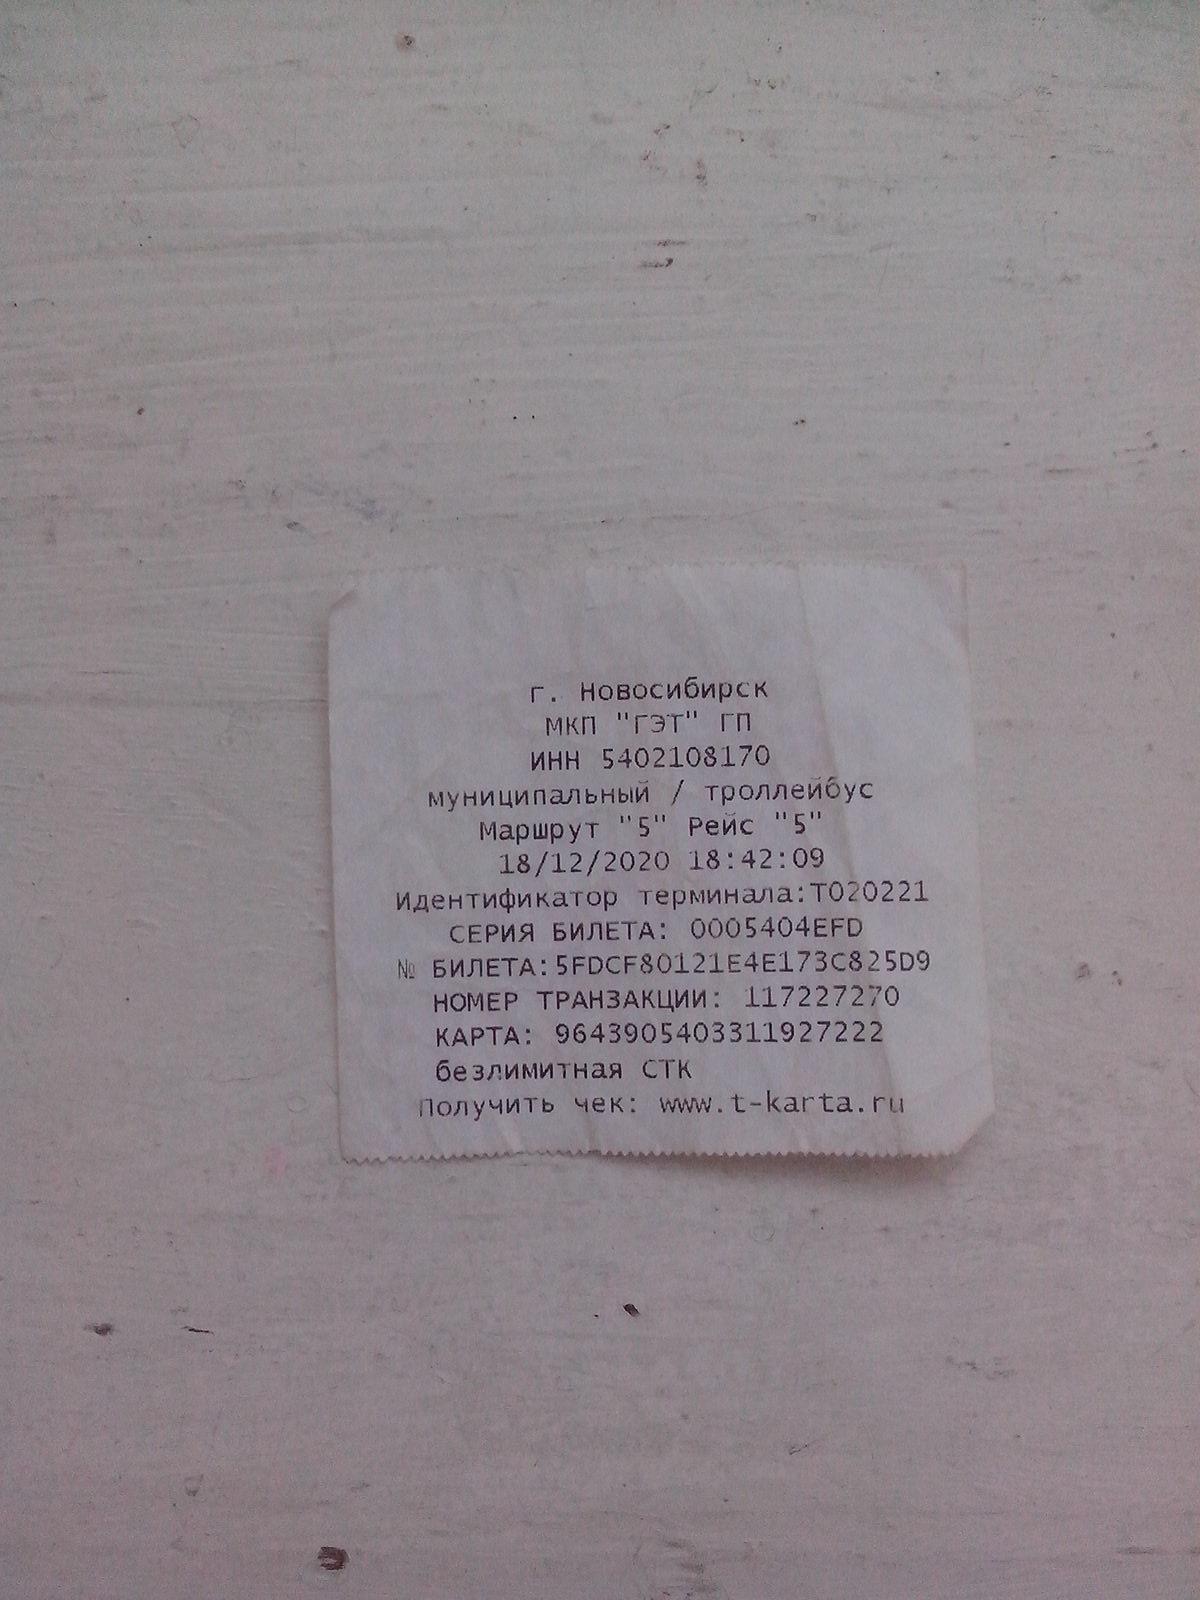 г. Новосибирск
МКП "ГЭТ" ГП
ИНН 5402108170
муниципальный / троллейбус
Маршрут "5" Рейс "5"
18/12/2020 18:42:09
Идентификатор терминала:T020221
СЕРИЯ БИЛЕТА: 0005404EFD
№ БИЛЕТА:5FDCF80121E4E173C825D9
НОМЕР ТРАНЗАКЦИИ: 117227270
КАРТА: 9643905403311927222
безлимитная СТК
Получить чек: www.t-karta.ru